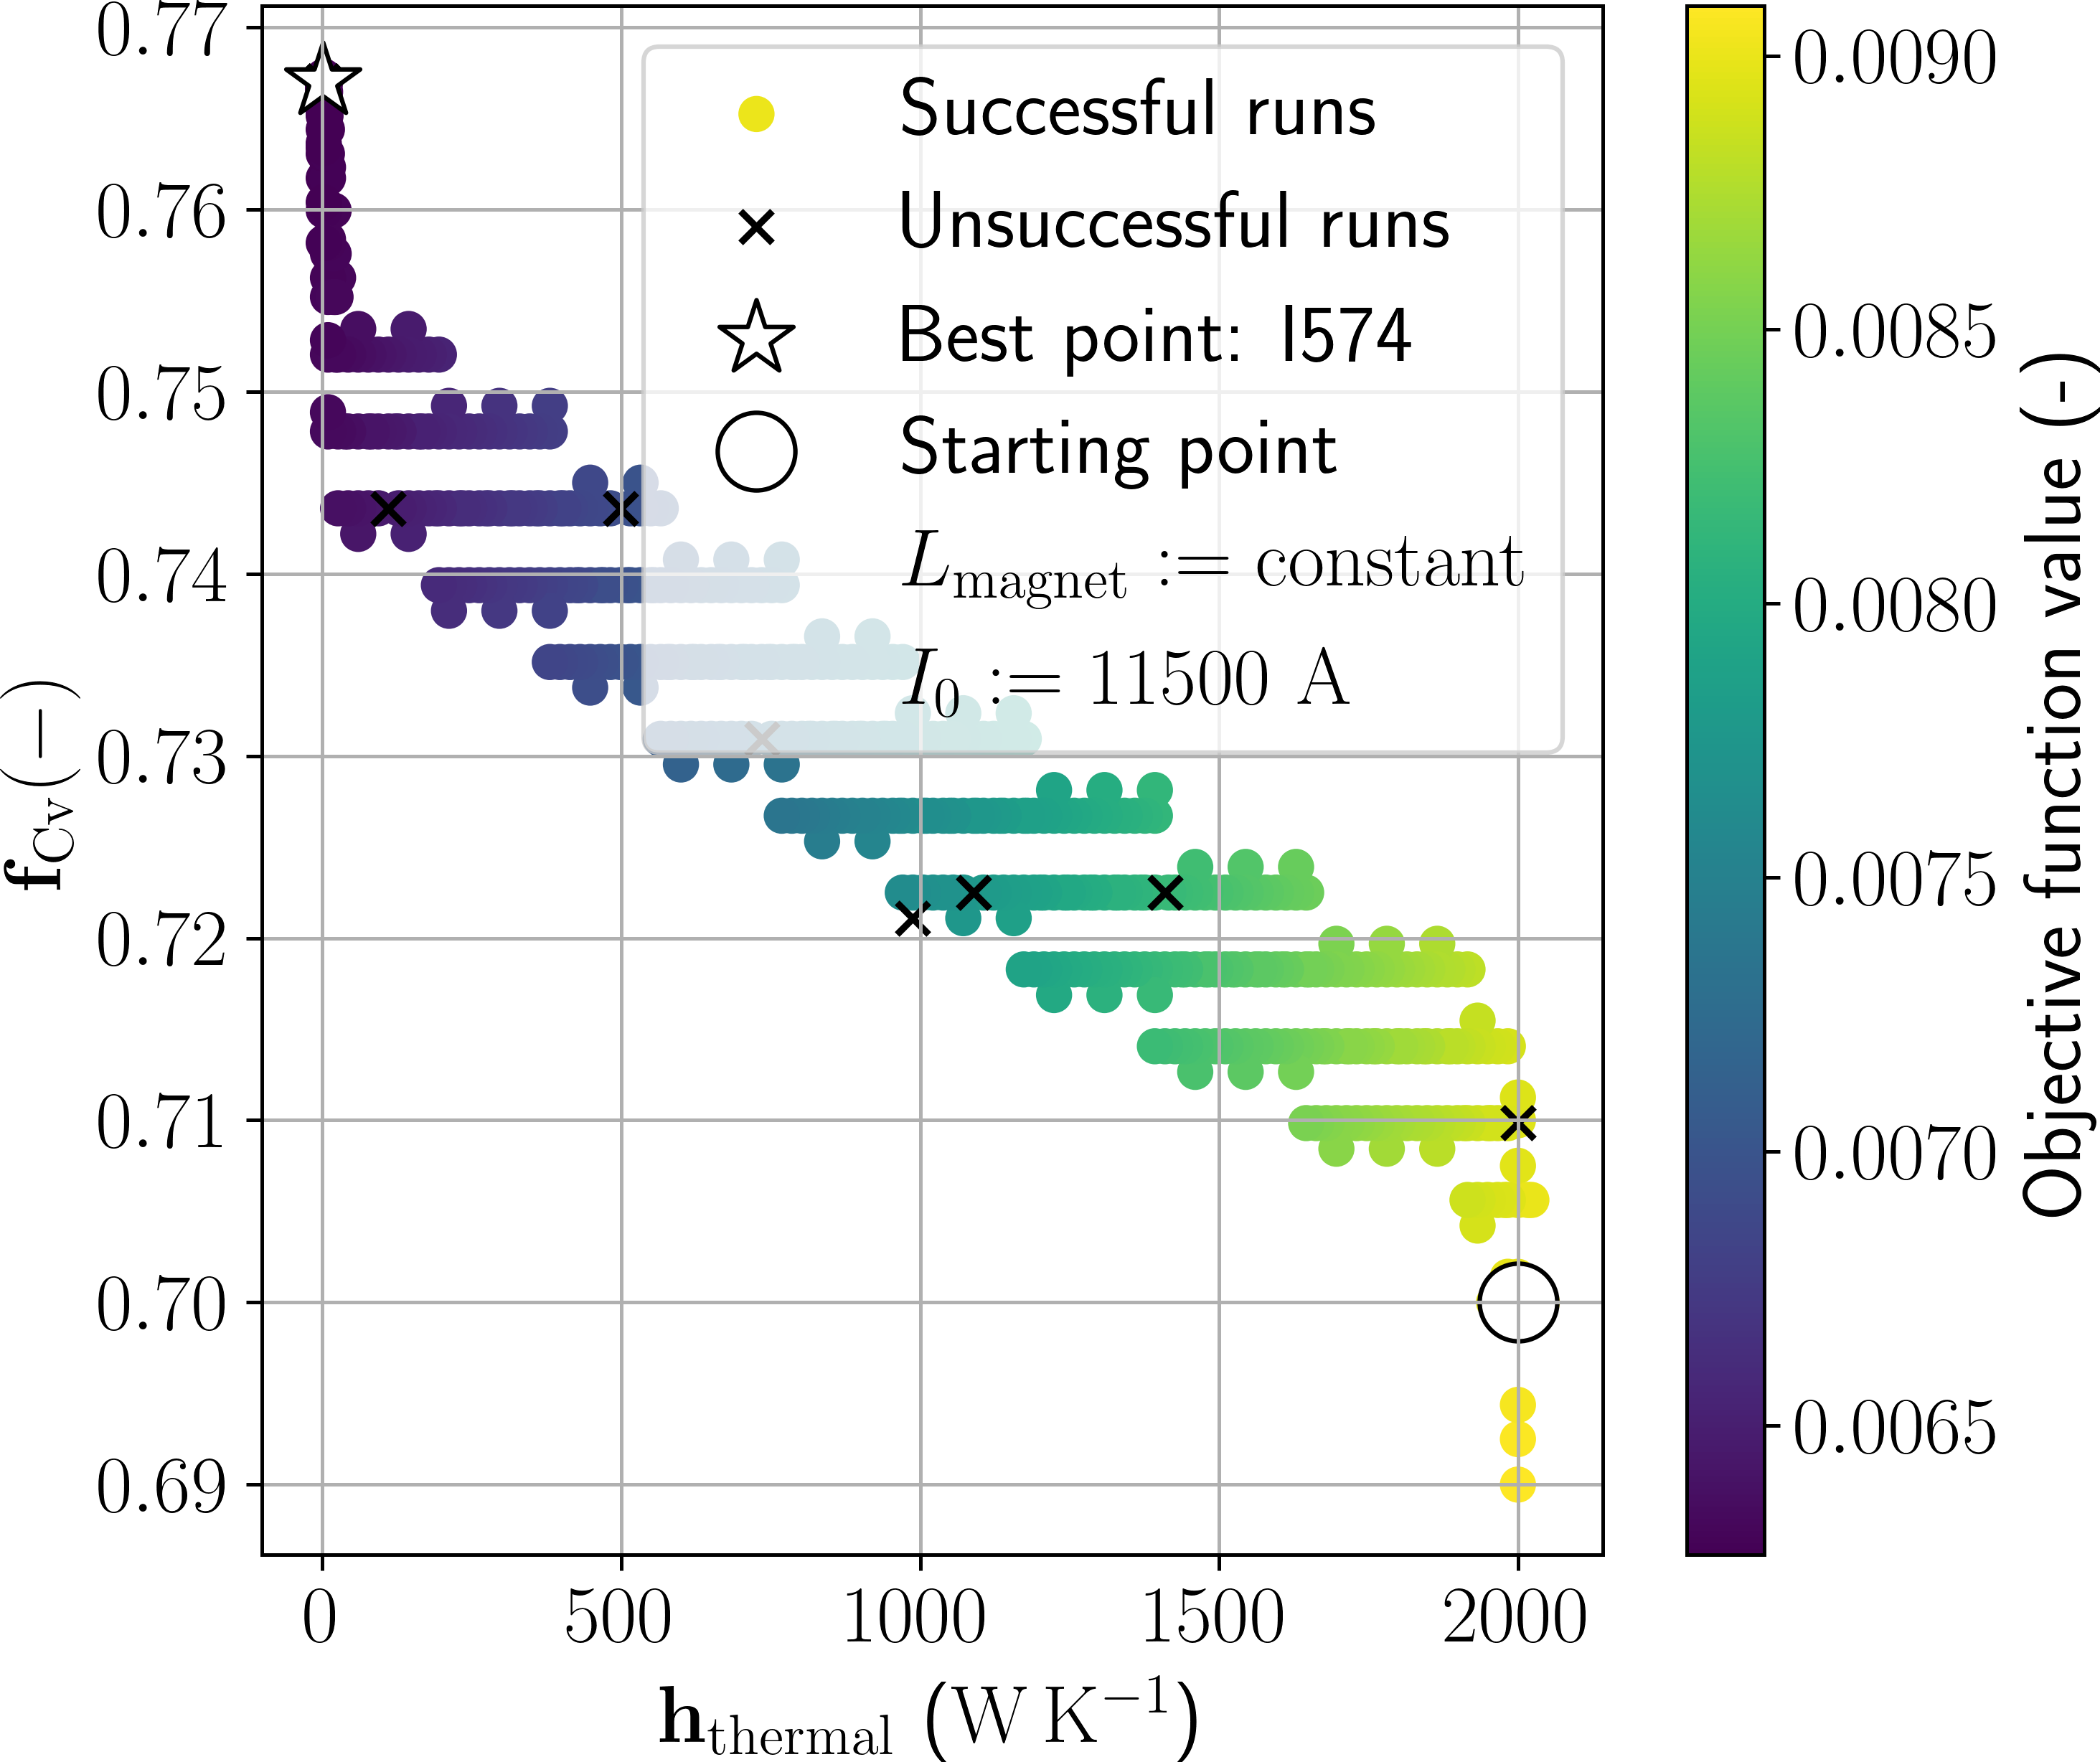 0.77
0.76
0.75
0.74
0.73
0.72
0.71
0.70
0.69
f_Cv (−)
Successful runs
Unsuccessful runs
Best point: I574
Starting point
L_magnet := constant
I_0 := 11500 A
0
500
1000
1500
2000
h_thermal (W K⁻¹)
0.0090
0.0085
0.0080
0.0075
0.0070
0.0065
Objective function value (-)